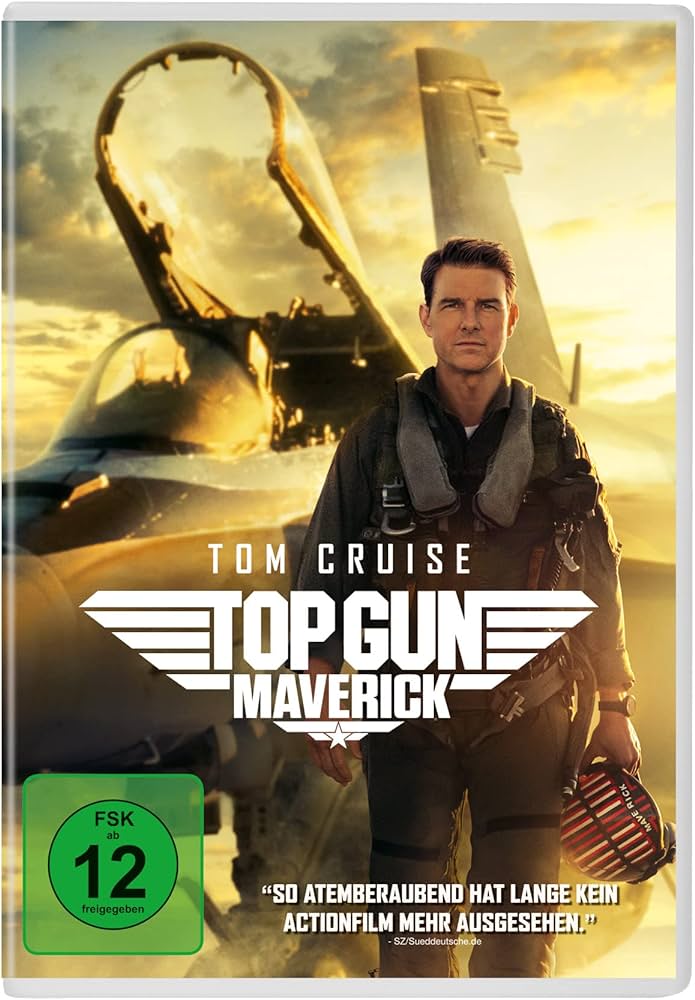 TOM CRUISE
TOP GUN
MAVERICK
MAVERICK
FSK
ab
12
freigegeben
“SO ATEMBERAUBEND HAT LANGE KEIN
ACTIONFILM MEHR AUSGESEHEN.”
- SZ/Sueddeutsche.de